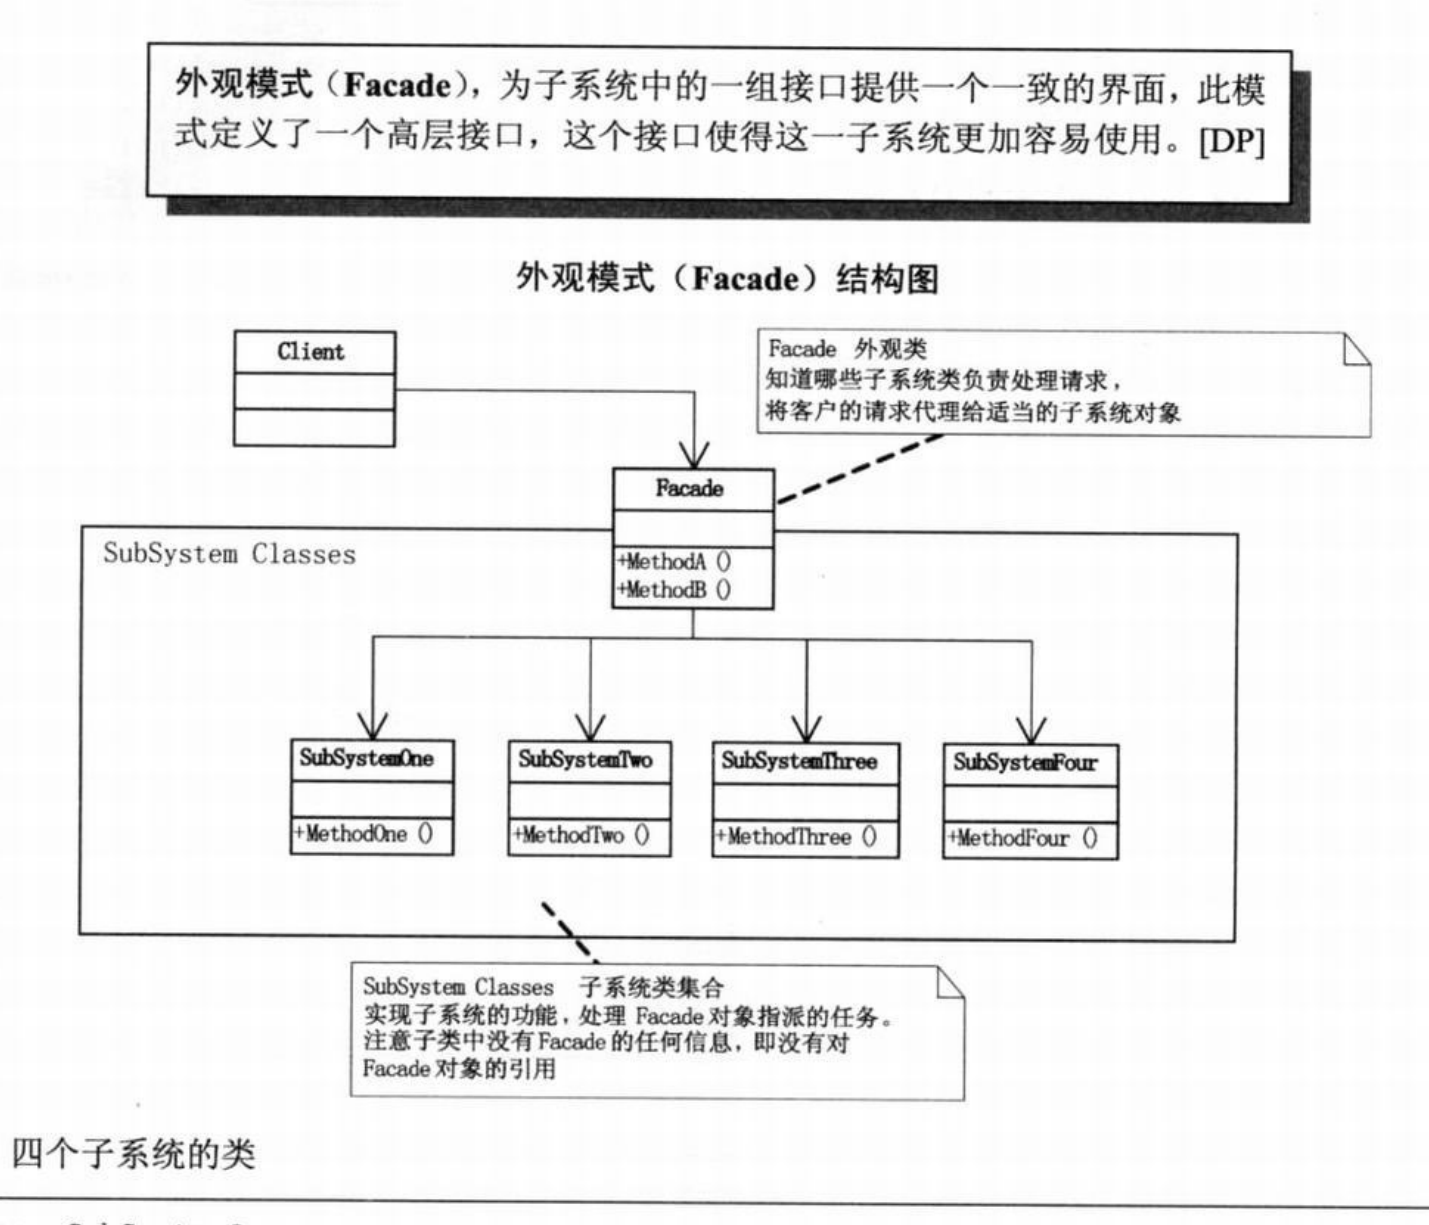 外观模式（Facade），为子系统中的一组接口提供一个一致的界面，此模
式定义了一个高层接口，这个接口使得这一子系统更加容易使用。[DP]
外观模式（Facade）结构图
Client
Facade 外观类
知道哪些子系统类负责处理请求，
将客户的请求代理给适当的子系统对象
Facade
+MethodA ()
+MethodB ()
SubSystem Classes
SubSystemOne
+MethodOne ()
SubSystemTwo
+MethodTwo ()
SubSystemThree
+MethodThree ()
SubSystemFour
+MethodFour ()
SubSystem Classes 子系统类集合
实现子系统的功能，处理 Facade 对象指派的任务。
注意子类中没有 Facade 的任何信息，即没有对
Facade 对象的引用
四个子系统的类